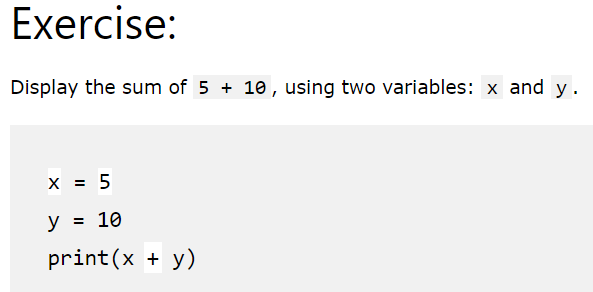 Exercise:
Display the sum of 5 + 10, using two variables: x and y.
x = 5
y = 10
print(x + y)